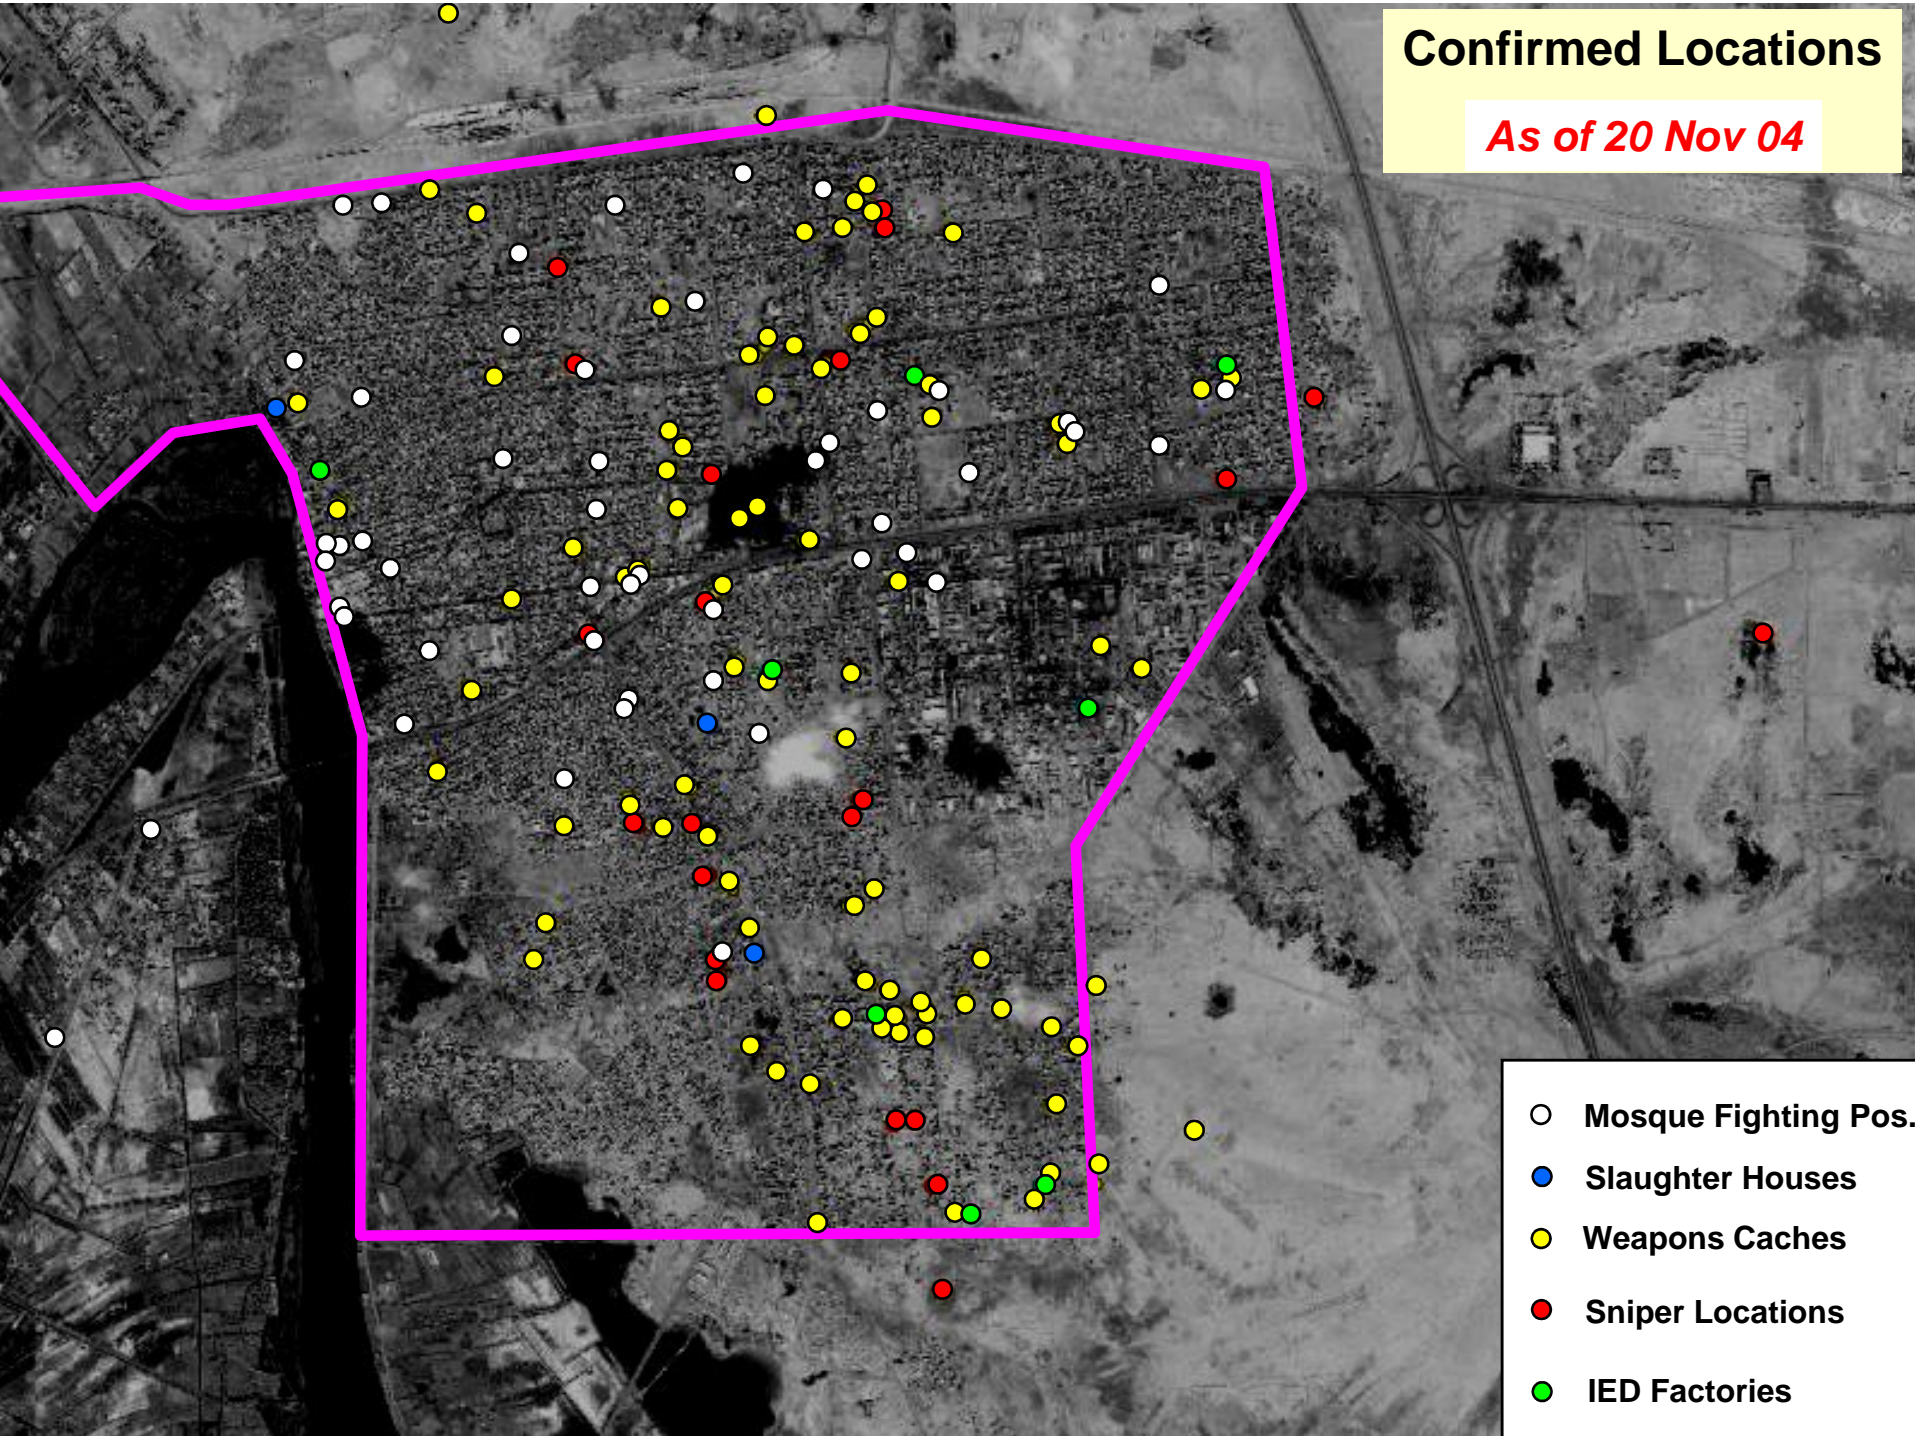 Confirmed Locations
As of 20 Nov 04
Mosque Fighting Pos.
Slaughter Houses
Weapons Caches
Sniper Locations
IED Factories